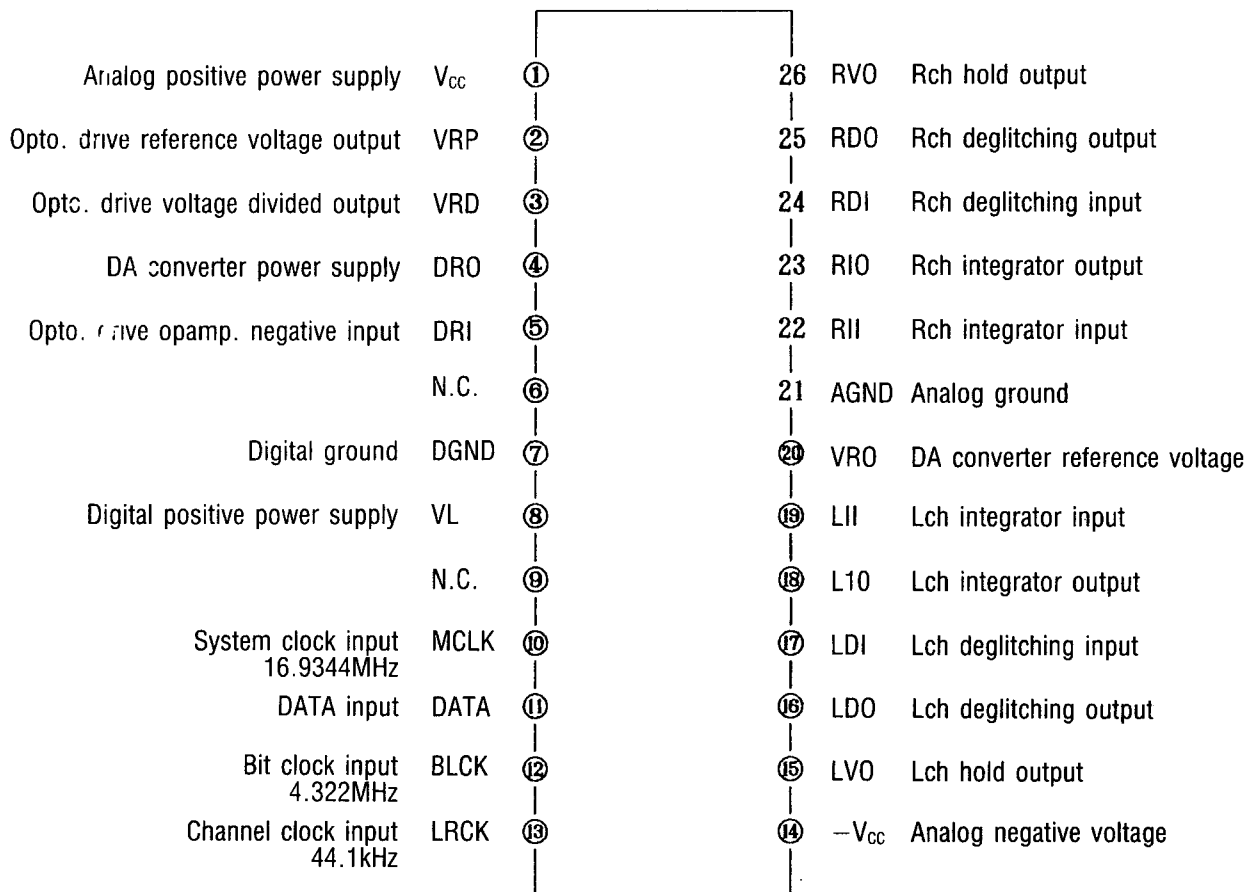 Analog positive power supply Vcc ① 26 RVO Rch hold output
Opto. drive reference voltage output VRP ② 25 RDO Rch deglitching output
Opto. drive voltage divided output VRD ③ 24 RDI Rch deglitching input
DA converter power supply DRO ④ 23 RIO Rch integrator output
Opto. drive opamp. negative input DRI ⑤ 22 RII Rch integrator input
N.C. ⑥ 21 AGND Analog ground
Digital ground DGND ⑦ ⑳ VRO DA converter reference voltage
Digital positive power supply VL ⑧ ⑲ LII Lch integrator input
N.C. ⑨ ⑱ L10 Lch integrator output
System clock input MCLK ⑩ ⑰ LDI Lch deglitching input
16.9344MHz
DATA input DATA ⑪ ⑯ LDO Lch deglitching output
Bit clock input BLCK ⑫ ⑮ LVO Lch hold output
4.322MHz
Channel clock input LRCK ⑬ ⑭ −Vcc Analog negative voltage
44.1kHz